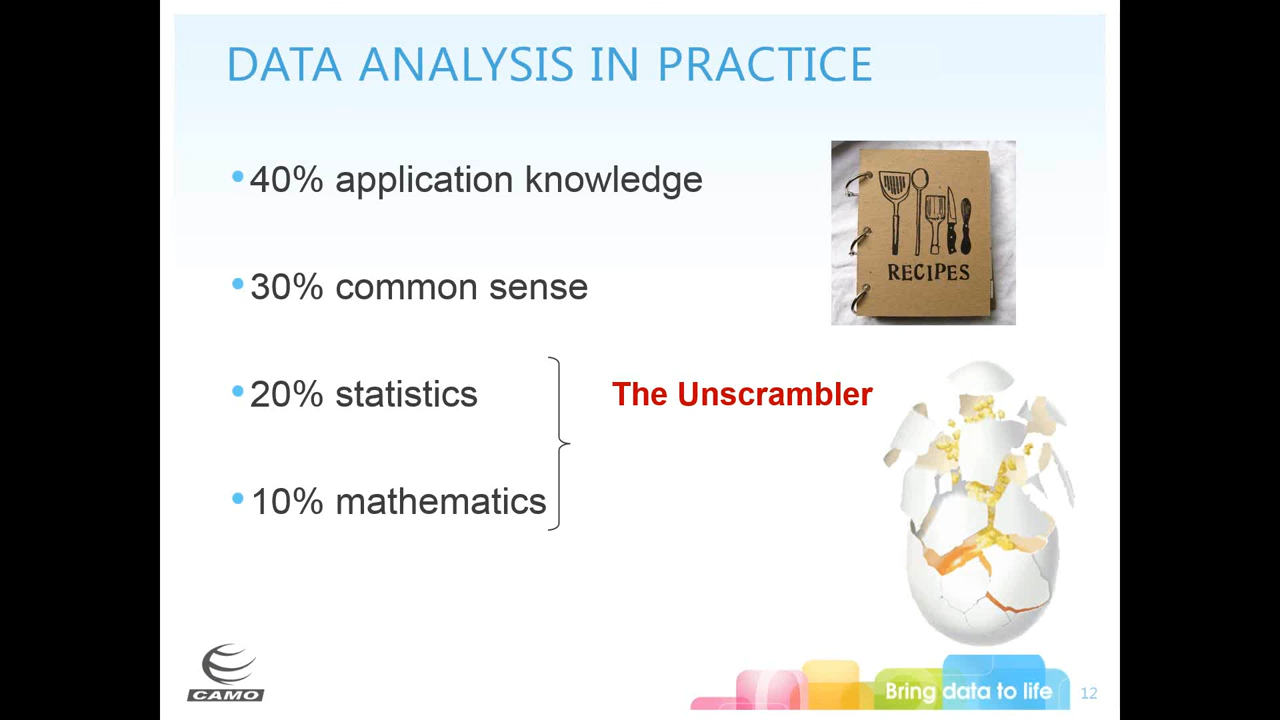 DATA ANALYSIS IN PRACTICE
•40% application knowledge
RECIPES
•30% common sense
•20% statistics
The Unscrambler
•10% mathematics
CAMO
Bring data to life
12